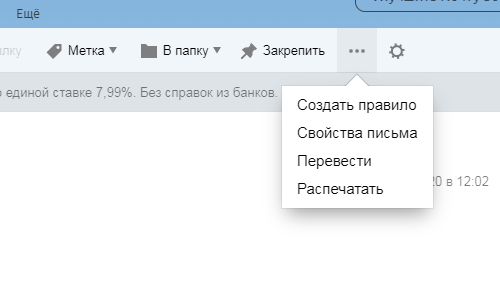 Ещё
Метка В папку Закрепить
единой ставке 7,99%. Без справок из банков.
Создать правило
Свойства письма
Перевести
Распечатать
20 в 12:02